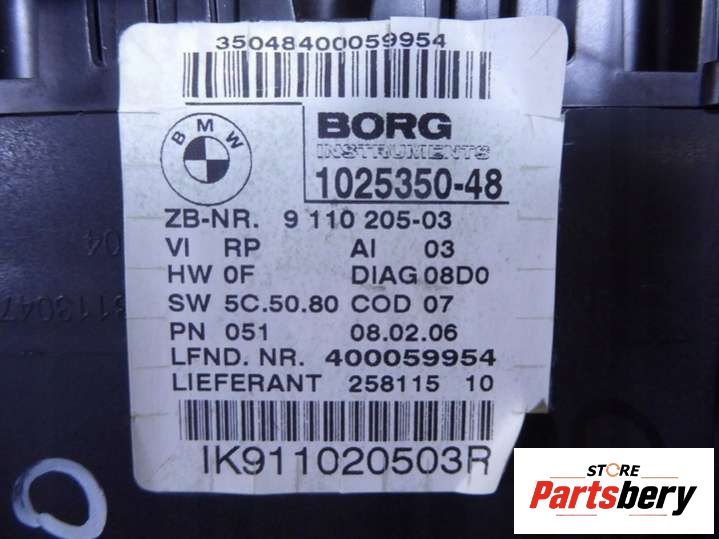 35048400059954
BMW
BORG
INSTRUMENTS
1025350-48
ZB-NR. 9 110 205-03
VI RP AI 03
HW 0F DIAG 08D0
SW 5C.50.80 COD 07
PN 051 08.02.06
LFND. NR. 400059954
LIEFERANT 258115 10
IK911020503R
STORE
Partsbery